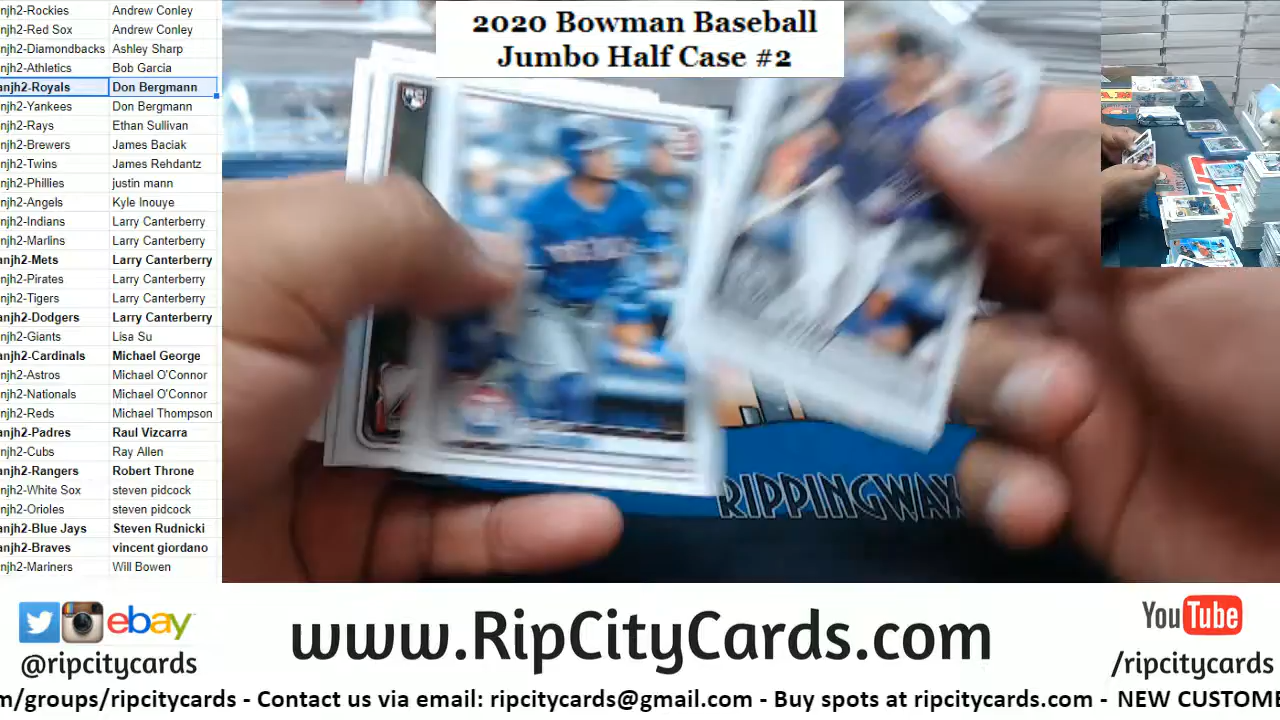 anjh2-Rockies Andrew Conley
anjh2-Red Sox Andrew Conley
anjh2-Diamondbacks Ashley Sharp
anjh2-Athletics Bob Garcia
anjh2-Royals Don Bergmann
njh2-Yankees Don Bergmann
njh2-Rays Ethan Sullivan
njh2-Brewers James Baciak
njh2-Twins James Rehdantz
njh2-Phillies justin mann
njh2-Angels Kyle Inouye
njh2-Indians Larry Canterberry
njh2-Marlins Larry Canterberry
anjh2-Mets Larry Canterberry
njh2-Pirates Larry Canterberry
njh2-Tigers Larry Canterberry
anjh2-Dodgers Larry Canterberry
njh2-Giants Lisa Su
anjh2-Cardinals Michael George
njh2-Astros Michael O'Connor
njh2-Nationals Michael O'Connor
njh2-Reds Michael Thompson
anjh2-Padres Raul Vizcarra
njh2-Cubs Ray Allen
anjh2-Rangers Robert Throne
njh2-White Sox steven pidcock
njh2-Orioles steven pidcock
anjh2-Blue Jays Steven Rudnicki
anjh2-Braves vincent giordano
njh2-Mariners Will Bowen
2020 Bowman Baseball
Jumbo Half Case #2
RC
RIPPINGWAX
ebay
@ripcitycards
www.RipCityCards.com
YouTube
/ripcitycards
m/groups/ripcitycards - Contact us via email: ripcitycards@gmail.com - Buy spots at ripcitycards.com - NEW CUSTOME